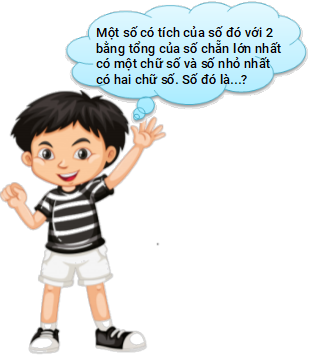 Một số có tích của số đó với 2
bằng tổng của số chẵn lớn nhất
có một chữ số và số nhỏ nhất
có hai chữ số. Số đó là...?